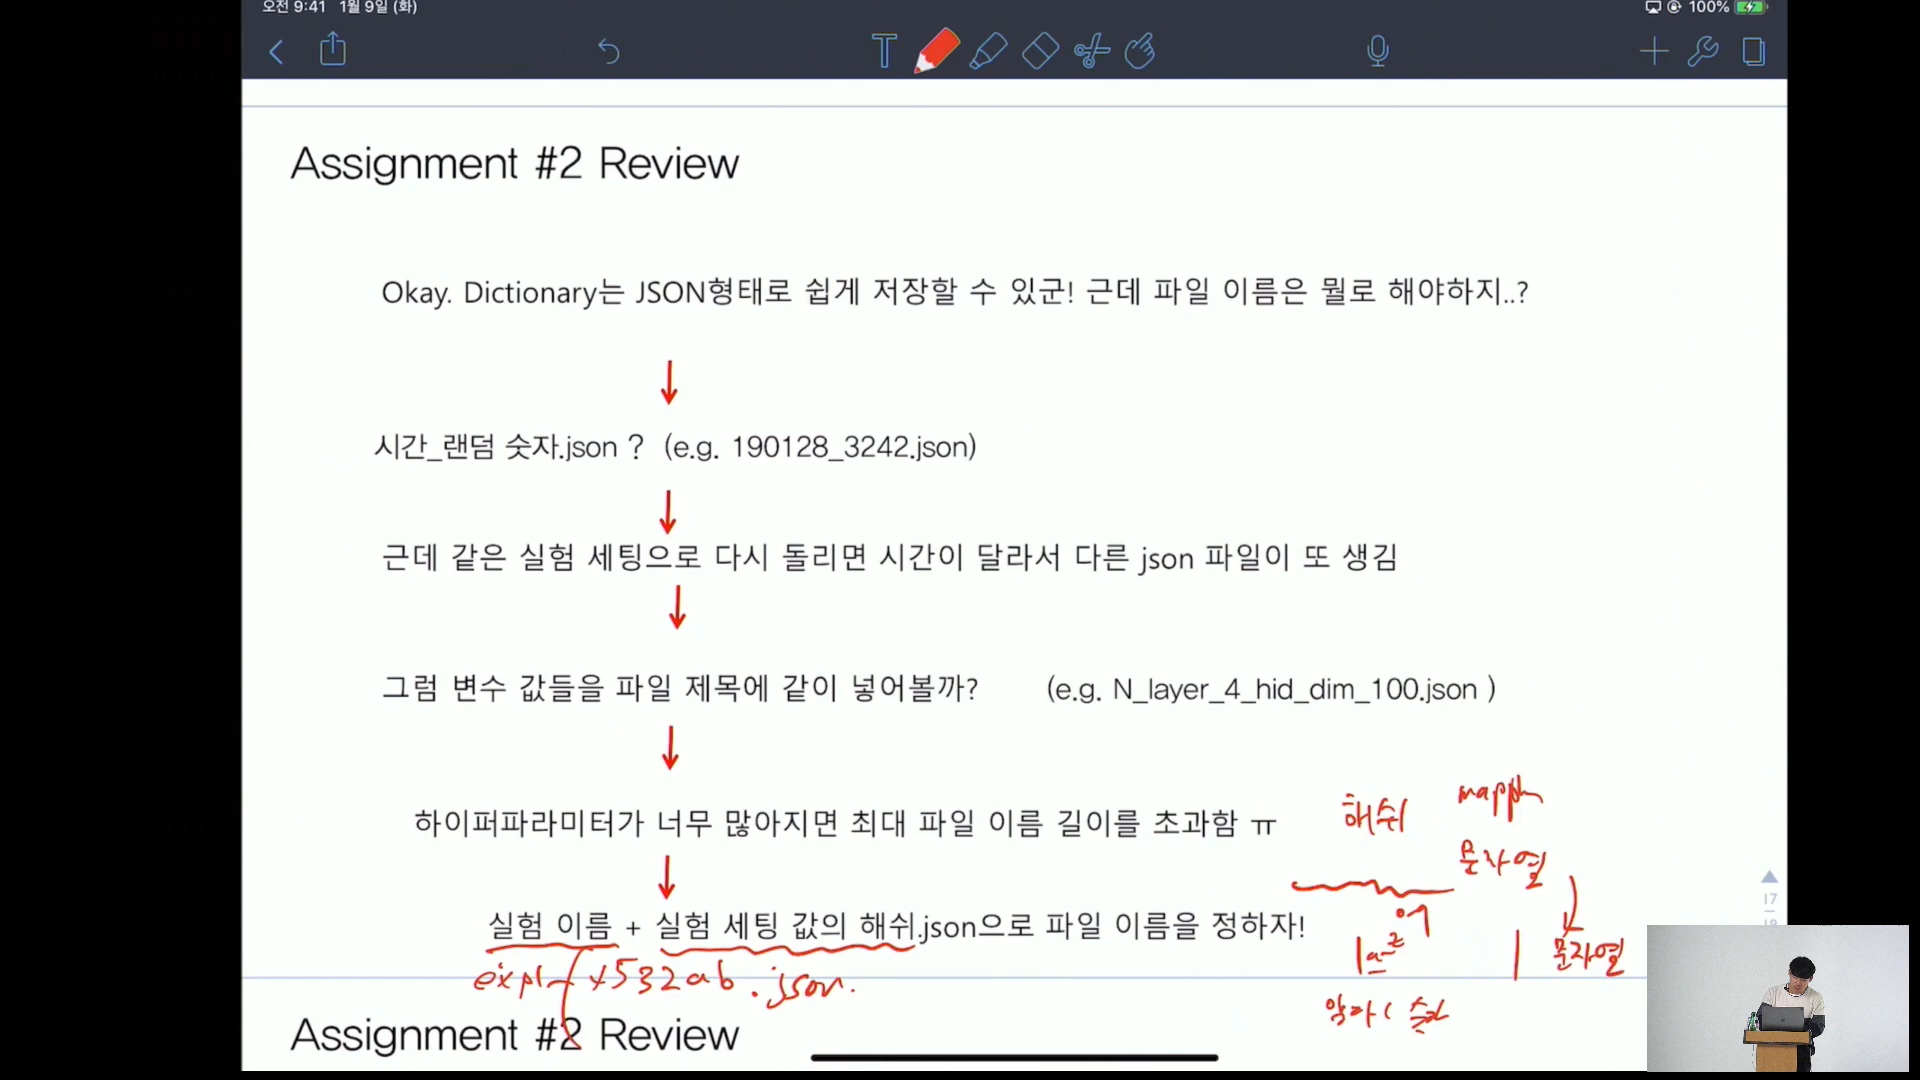 오전 9:41 1월 9일 (화)
100%
Assignment #2 Review
Okay. Dictionary는 JSON형태로 쉽게 저장할 수 있군! 근데 파일 이름은 뭘로 해야하지..?
시간_랜덤 숫자.json ? (e.g. 190128_3242.json)
근데 같은 실험 세팅으로 다시 돌리면 시간이 달라서 다른 json 파일이 또 생김
그럼 변수 값들을 파일 제목에 같이 넣어볼까? (e.g. N_layer_4_hid_dim_100.json )
하이퍼파라미터가 너무 많아지면 최대 파일 이름 길이를 초과함 ㅠ
해쉬
문자열
실험 이름 + 실험 세팅 값의 해쉬.json으로 파일 이름을 정하자!
문자열
17
Assignment #2 Review